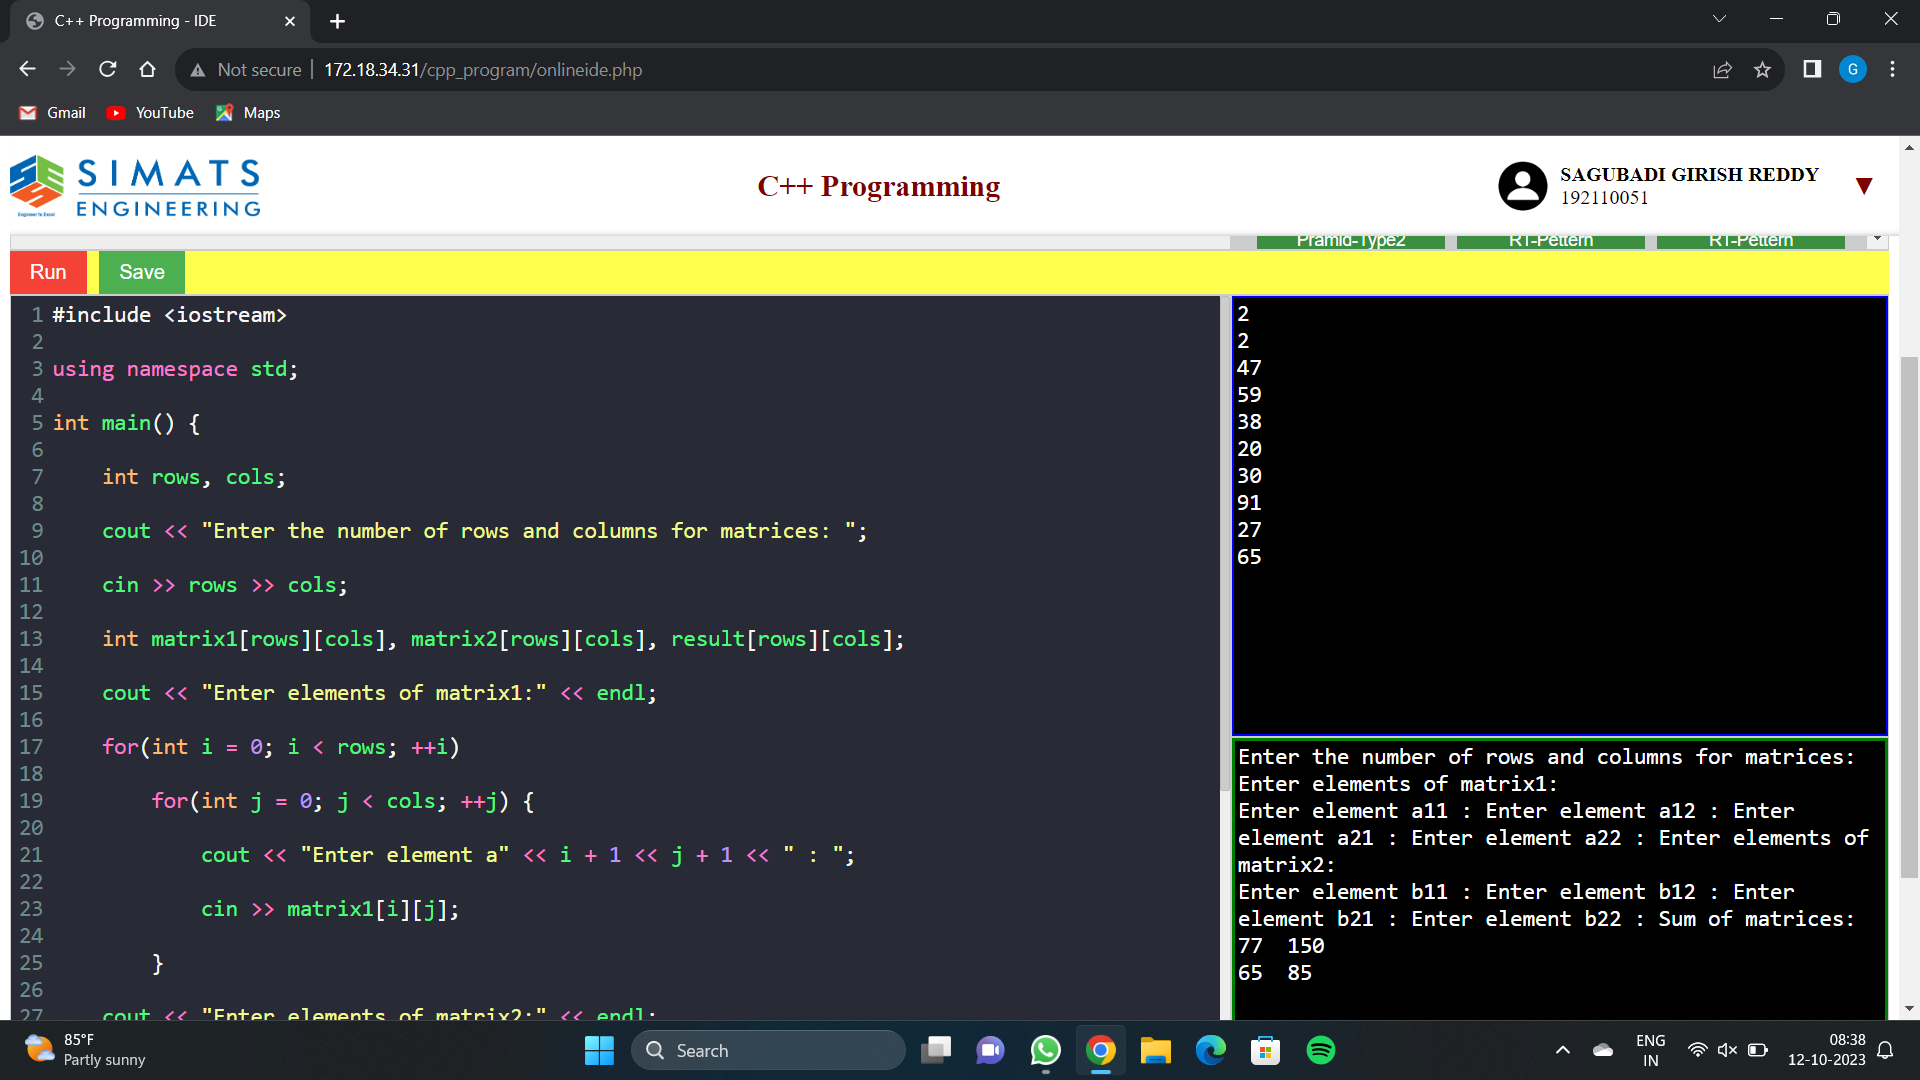 C++ Programming - IDE
Not secure
172.18.34.31/cpp_program/onlineide.php
G
Gmail
YouTube
Maps
SIMATS
ENGINEERING
Engineer to Excel
C++ Programming
SAGUBADI GIRISH REDDY
192110051
▼
Pramid-Type2
RT-Pettern
RT-Pettern
Run
Save
1 #include <iostream>
2
3 using namespace std;
4
5 int main() {
6
7     int rows, cols;
8
9     cout << "Enter the number of rows and columns for matrices: ";
10
11     cin >> rows >> cols;
12
13     int matrix1[rows][cols], matrix2[rows][cols], result[rows][cols];
14
15     cout << "Enter elements of matrix1:" << endl;
16
17     for(int i = 0; i < rows; ++i)
18
19         for(int j = 0; j < cols; ++j) {
20
21             cout << "Enter element a" << i + 1 << j + 1 << " : ";
22
23             cin >> matrix1[i][j];
24
25         }
26
27     cout << "Enter elements of matrix2:" << endl;
2
2
47
59
38
20
30
91
27
65
Enter the number of rows and columns for matrices:
Enter elements of matrix1:
Enter element a11 : Enter element a12 : Enter
element a21 : Enter element a22 : Enter elements of
matrix2:
Enter element b11 : Enter element b12 : Enter
element b21 : Enter element b22 : Sum of matrices:
77  150
65  85
85°F
Partly sunny
Search
ENG
IN
08:38
12-10-2023